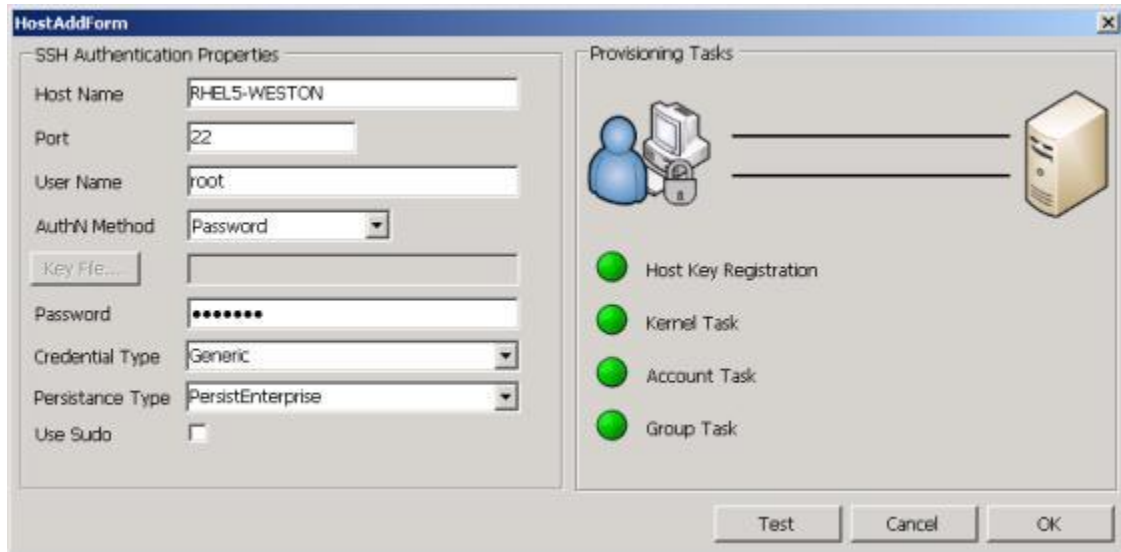 HostAddForm
SSH Authentication Properties
Host Name
RHEL5-WESTON
Port
22
User Name
root
AuthN Method
Password
Key File...
Password
●●●●●●●
Credential Type
Generic
Persistance Type
PersistEnterprise
Use Sudo
Provisioning Tasks
Host Key Registration
Kernel Task
Account Task
Group Task
Test
Cancel
OK